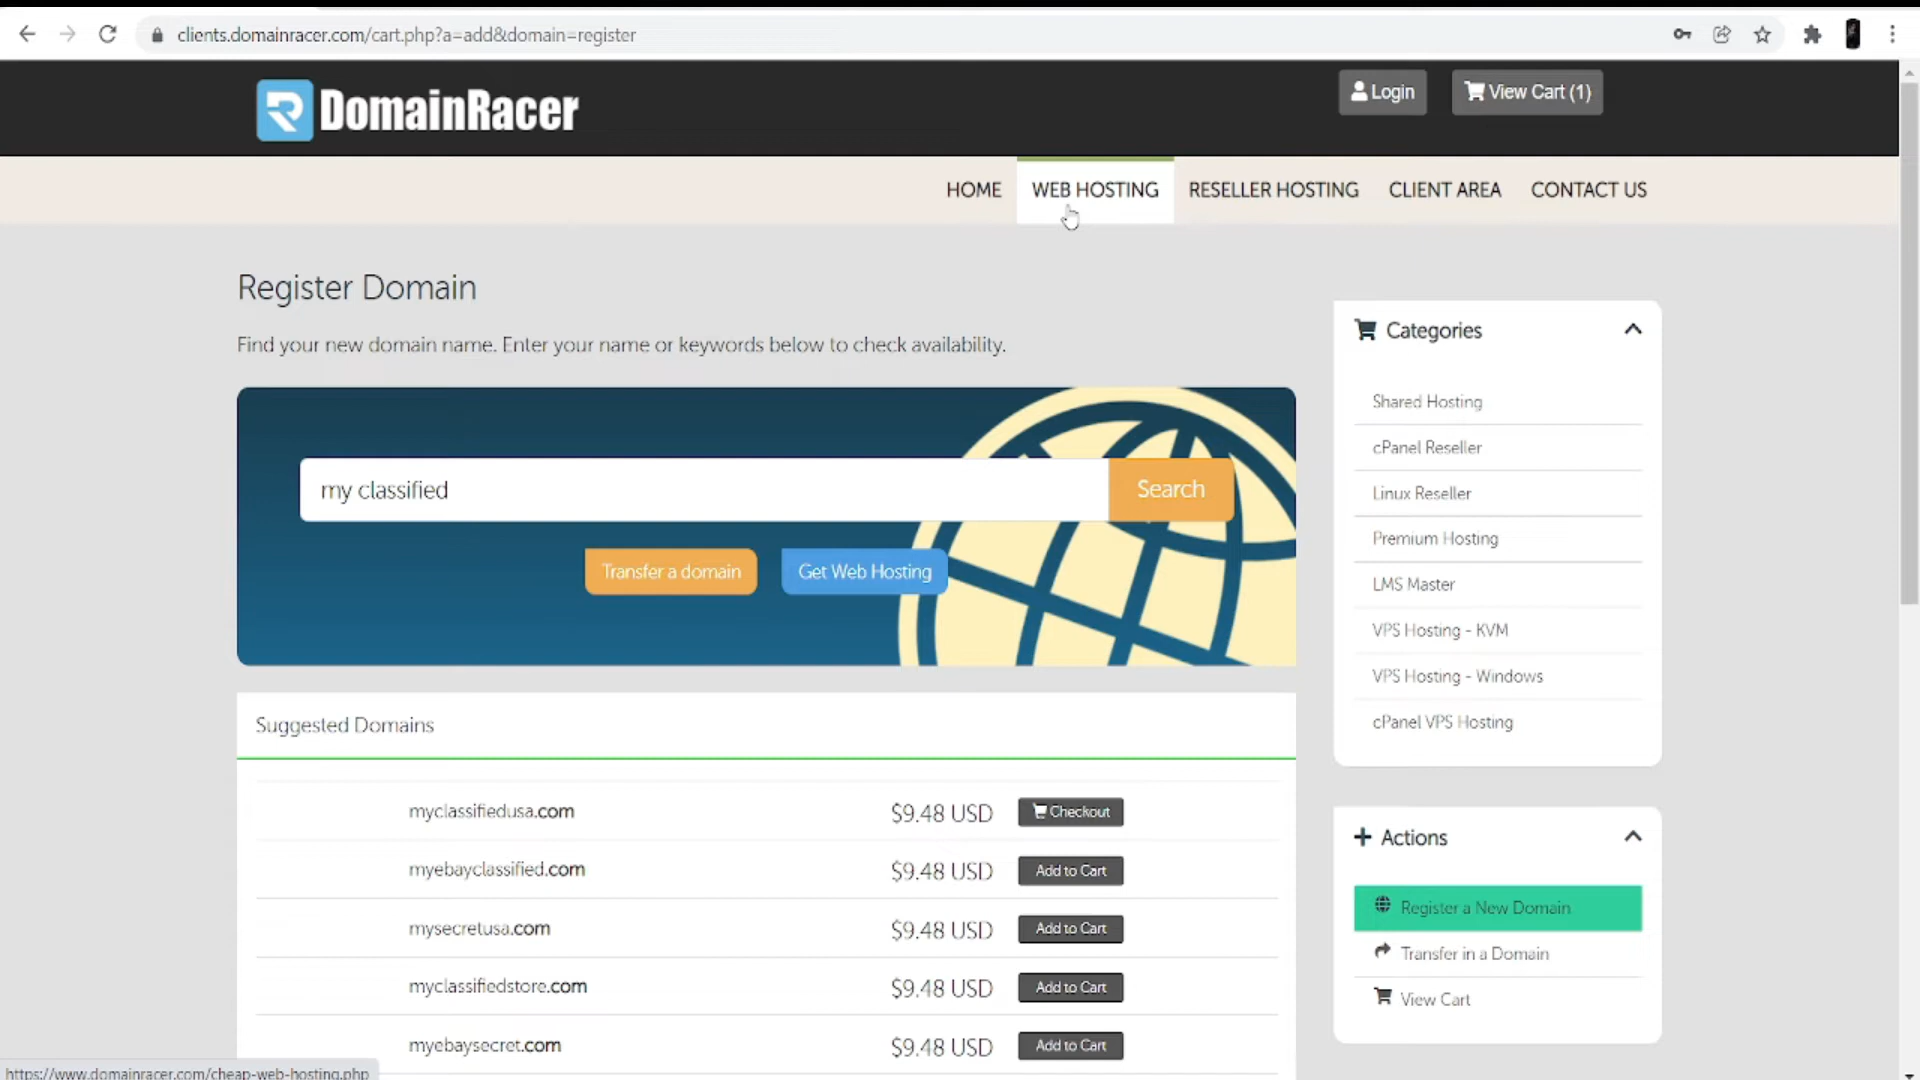 clients.domainracer.com/cart.php?a=add&domain=register
DomainRacer
Login
View Cart (1)
HOME
WEB HOSTING
RESELLER HOSTING
CLIENT AREA
CONTACT US
Register Domain
Find your new domain name. Enter your name or keywords below to check availability.
my classified
Search
Transfer a domain
Get Web Hosting
Suggested Domains
myclassifiedusa.com $9.48 USD Checkout
myebayclassified.com $9.48 USD Add to Cart
mysecretusa.com $9.48 USD Add to Cart
myclassifiedstore.com $9.48 USD Add to Cart
myebaysecret.com $9.48 USD Add to Cart
Categories
Shared Hosting
cPanel Reseller
Linux Reseller
Premium Hosting
LMS Master
VPS Hosting - KVM
VPS Hosting - Windows
cPanel VPS Hosting
Actions
Register a New Domain
Transfer in a Domain
View Cart
https://www.domainracer.com/cheap-web-hosting.php